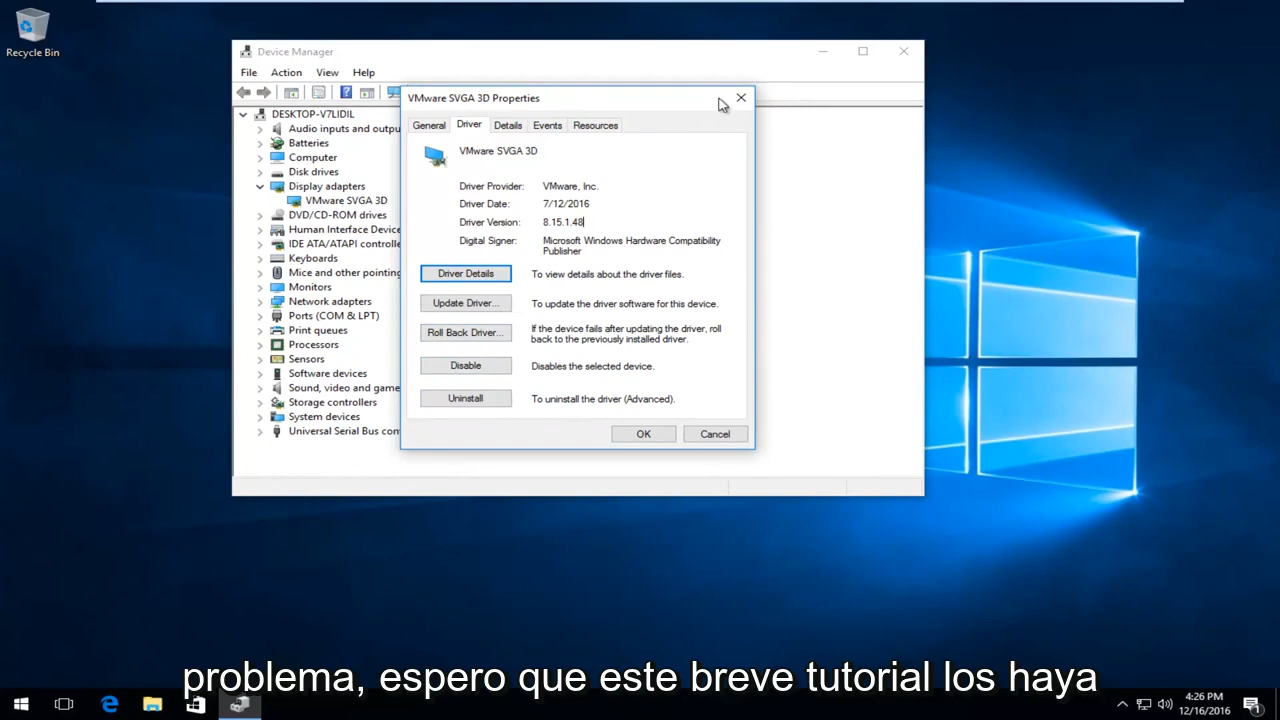 Recycle Bin
Device Manager
File Action View Help
DESKTOP-V7LIDIL
Audio inputs and outpu
Batteries
Computer
Disk drives
Display adapters
VMware SVGA 3D
DVD/CD-ROM drives
Human Interface Device
IDE ATA/ATAPI controlle
Keyboards
Mice and other pointing
Monitors
Network adapters
Ports (COM & LPT)
Print queues
Processors
Sensors
Software devices
Sound, video and game
Storage controllers
System devices
Universal Serial Bus con
VMware SVGA 3D Properties
General Driver Details Events Resources
VMware SVGA 3D
Driver Provider: VMware, Inc.
Driver Date: 7/12/2016
Driver Version: 8.15.1.48
Digital Signer: Microsoft Windows Hardware Compatibility
Publisher
Driver Details To view details about the driver files.
Update Driver... To update the driver software for this device.
Roll Back Driver... If the device fails after updating the driver, roll
back to the previously installed driver.
Disable Disables the selected device.
Uninstall To uninstall the driver (Advanced).
OK Cancel
problema, espero que este breve tutorial los haya
4:26 PM
12/16/2016
1